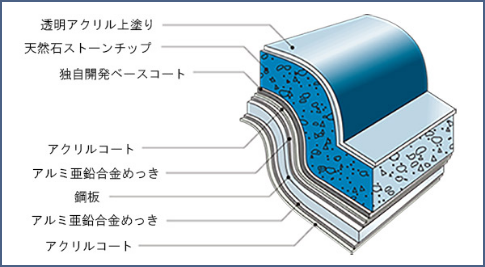 透明アクリル上塗り
天然石ストーンチップ
独自開発ベースコート
アクリルコート
アルミ亜鉛合金めっき
鋼板
アルミ亜鉛合金めっき
アクリルコート